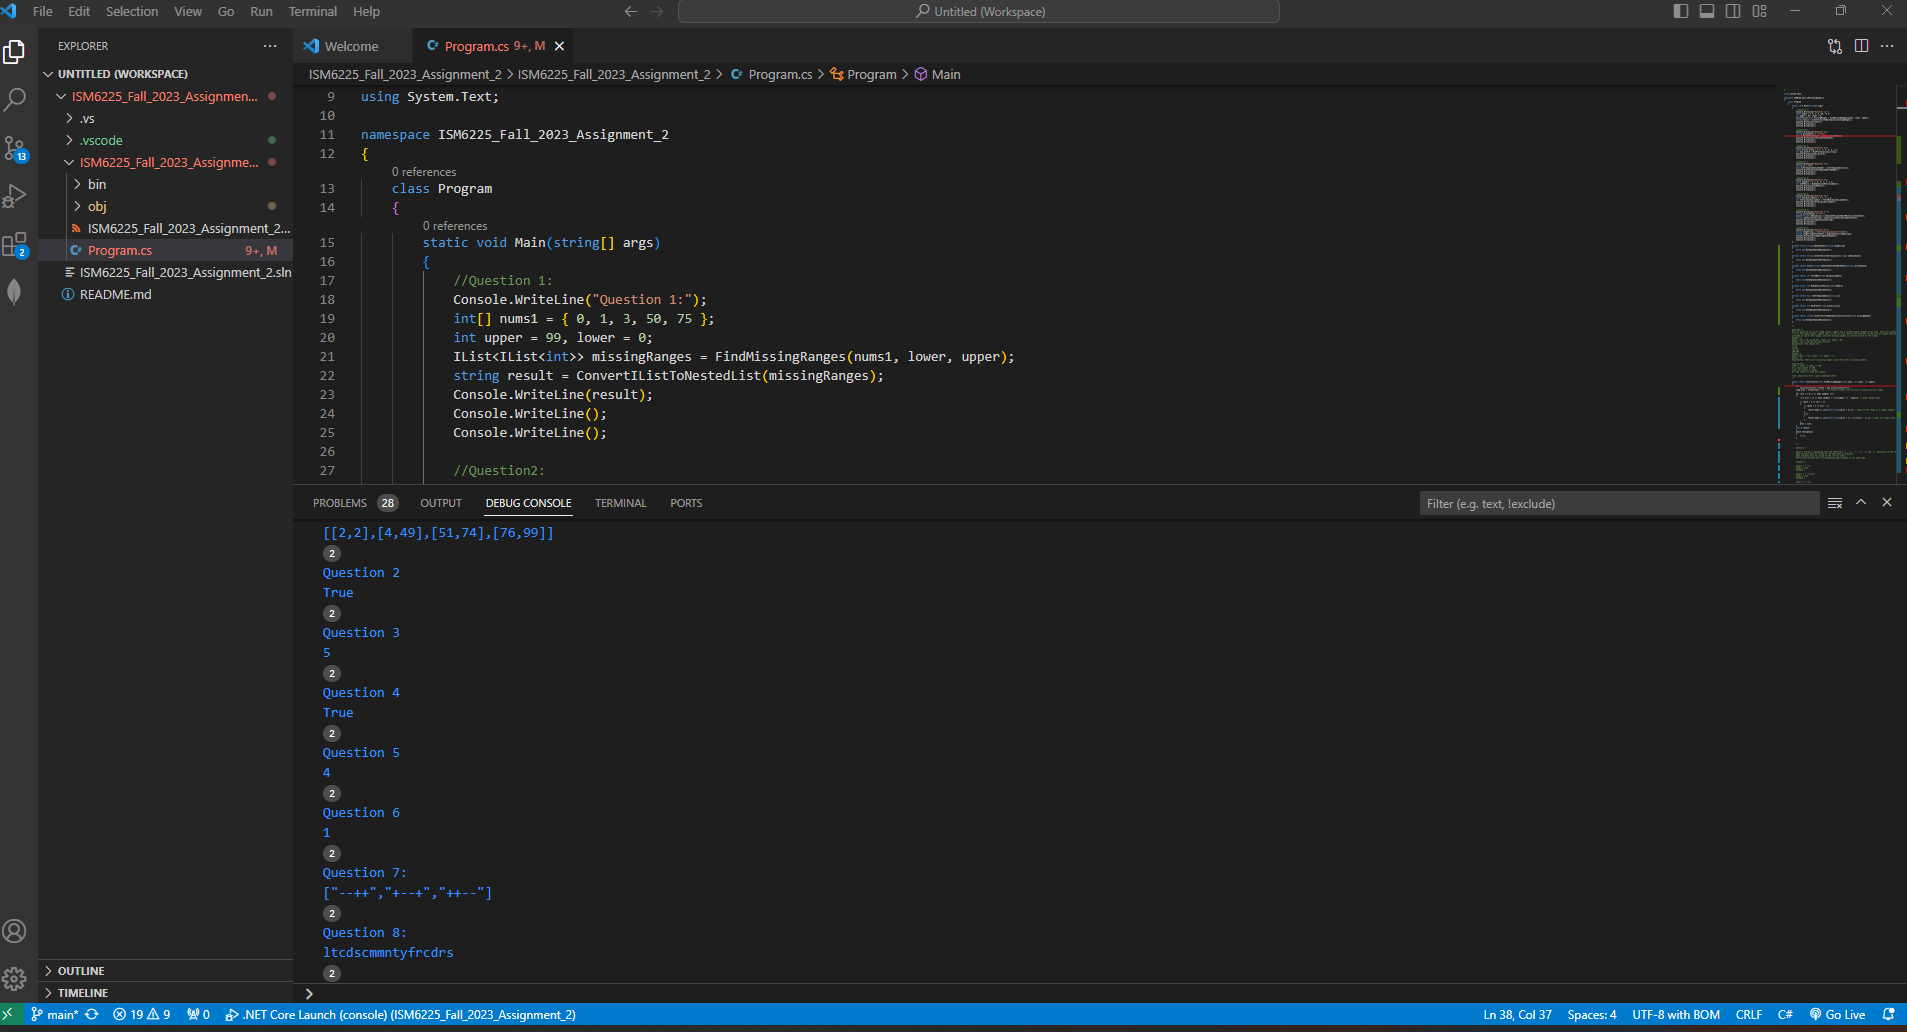 File Edit Selection View Go Run Terminal Help
Untitled (Workspace)
EXPLORER
Welcome
Program.cs 9+, M
UNTITLED (WORKSPACE)
ISM6225_Fall_2023_Assignmen...
.vs
.vscode
ISM6225_Fall_2023_Assignme...
bin
obj
ISM6225_Fall_2023_Assignment_2...
Program.cs 9+, M
ISM6225_Fall_2023_Assignment_2.sln
README.md
13
2
OUTLINE
TIMELINE
ISM6225_Fall_2023_Assignment_2 > ISM6225_Fall_2023_Assignment_2 > Program.cs > Program > Main
9 using System.Text;
10
11 namespace ISM6225_Fall_2023_Assignment_2
12 {
0 references
13 class Program
14 {
0 references
15 static void Main(string[] args)
16 {
17 //Question 1:
18 Console.WriteLine("Question 1:");
19 int[] nums1 = { 0, 1, 3, 50, 75 };
20 int upper = 99, lower = 0;
21 IList<IList<int>> missingRanges = FindMissingRanges(nums1, lower, upper);
22 string result = ConvertIListToNestedList(missingRanges);
23 Console.WriteLine(result);
24 Console.WriteLine();
25 Console.WriteLine();
26
27 //Question2:
PROBLEMS 28 OUTPUT DEBUG CONSOLE TERMINAL PORTS
Filter (e.g. text, !exclude)
[[2,2],[4,49],[51,74],[76,99]]
2
Question 2
True
2
Question 3
5
2
Question 4
True
2
Question 5
4
2
Question 6
1
2
Question 7:
["--++","+--+","++--"]
2
Question 8:
ltcdscmmntyfrcdrs
2
main* 19 9 0 .NET Core Launch (console) (ISM6225_Fall_2023_Assignment_2)
Ln 38, Col 37 Spaces: 4 UTF-8 with BOM CRLF C# Go Live